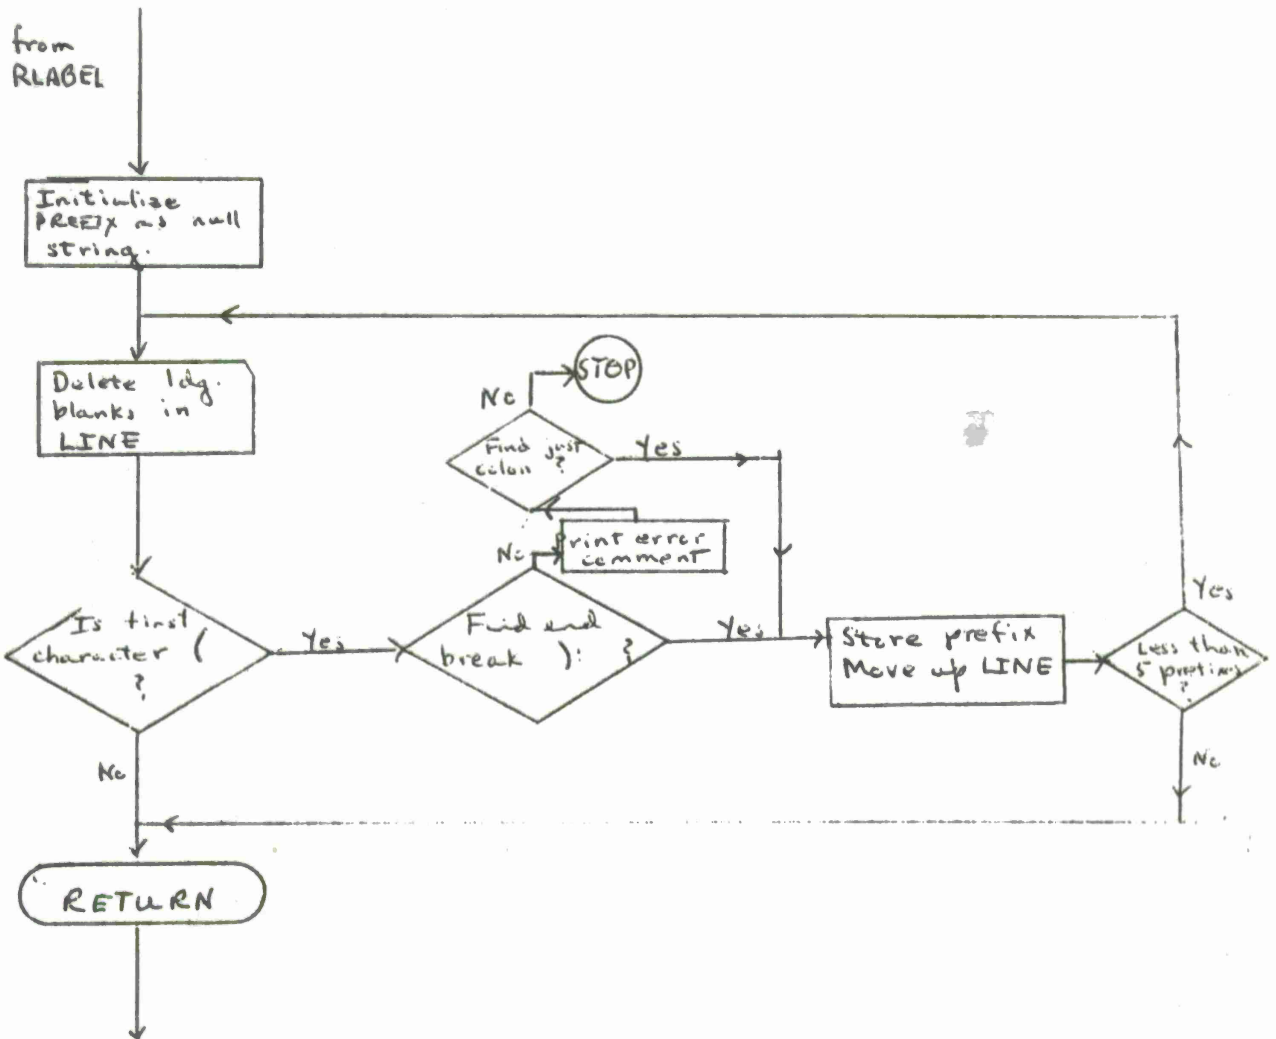 from
RLABEL
Initialize
PREFIX as null
string.
Delete ldg.
blanks in
LINE
STOP
No
Find just
colon ?
Yes
Print error
comment
No
Is first
character (
?
Yes
Find end
break ): ?
Yes
Store prefix
Move up LINE
Less than
5 prefixes
?
Yes
No
No
RETURN